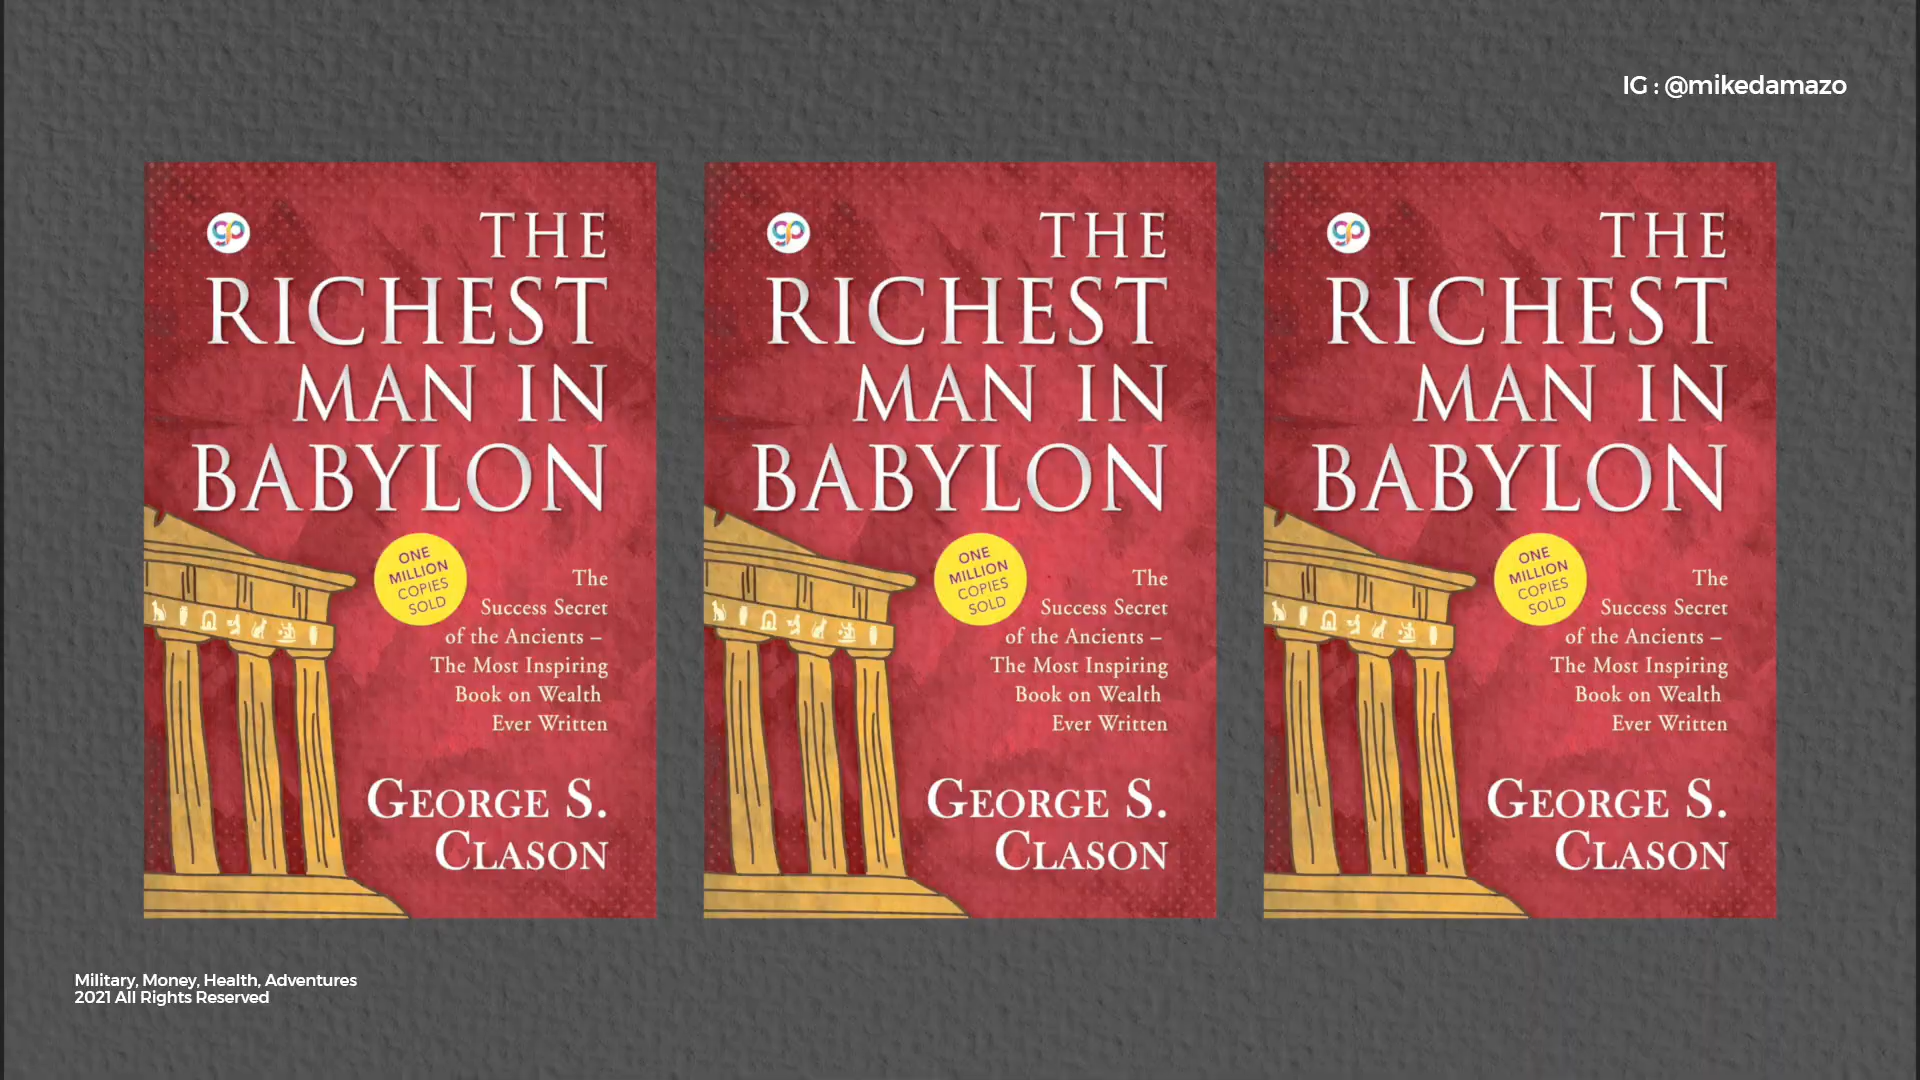 IG : @mikedamazo
gp
THE
RICHEST
MAN IN
BABYLON
ONE
MILLION
COPIES
SOLD
The
Success Secret
of the Ancients –
The Most Inspiring
Book on Wealth
Ever Written
GEORGE S.
CLASON
gp
THE
RICHEST
MAN IN
BABYLON
ONE
MILLION
COPIES
SOLD
The
Success Secret
of the Ancients –
The Most Inspiring
Book on Wealth
Ever Written
GEORGE S.
CLASON
gp
THE
RICHEST
MAN IN
BABYLON
ONE
MILLION
COPIES
SOLD
The
Success Secret
of the Ancients –
The Most Inspiring
Book on Wealth
Ever Written
GEORGE S.
CLASON
Military, Money, Health, Adventures
2021 All Rights Reserved